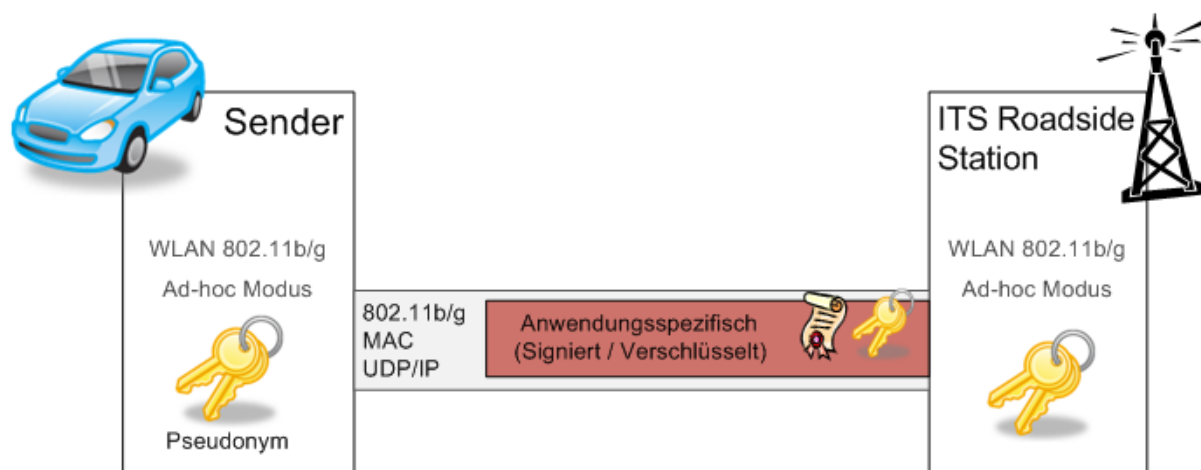 Sender
WLAN 802.11b/g
Ad-hoc Modus
Pseudonym
802.11b/g
MAC
UDP/IP
Anwendungsspezifisch
(Signiert / Verschlüsselt)
ITS Roadside
Station
WLAN 802.11b/g
Ad-hoc Modus